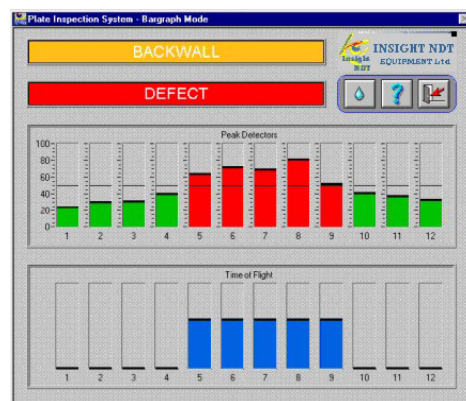 Plate Inspection System - Bargraph Mode
BACKWALL
INSIGHT NDT
EQUIPMENT Ltd
Insight
NDT
DEFECT
?
Peak Detectors
100
80
60
40
20
0
1 2 3 4 5 6 7 8 9 10 11 12
Time of Flight
1 2 3 4 5 6 7 8 9 10 11 12